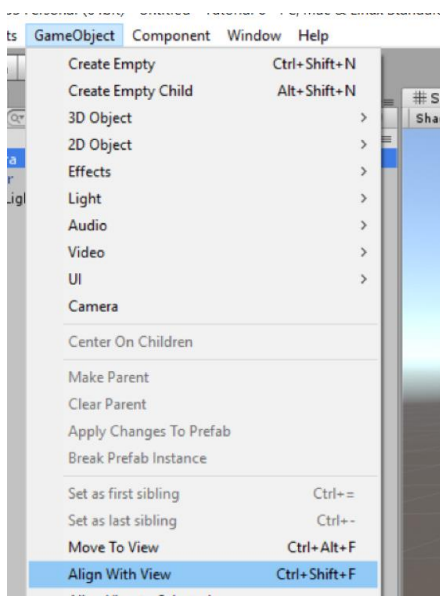 ts GameObject Component Window Help
Create Empty Ctrl+Shift+N
Create Empty Child Alt+Shift+N
3D Object >
2D Object >
Effects >
Light >
Audio >
Video >
UI >
Camera
Center On Children
Make Parent
Clear Parent
Apply Changes To Prefab
Break Prefab Instance
Set as first sibling Ctrl+=
Set as last sibling Ctrl+-
Move To View Ctrl+Alt+F
Align With View Ctrl+Shift+F
# S
Sha
ra
r
Ligl